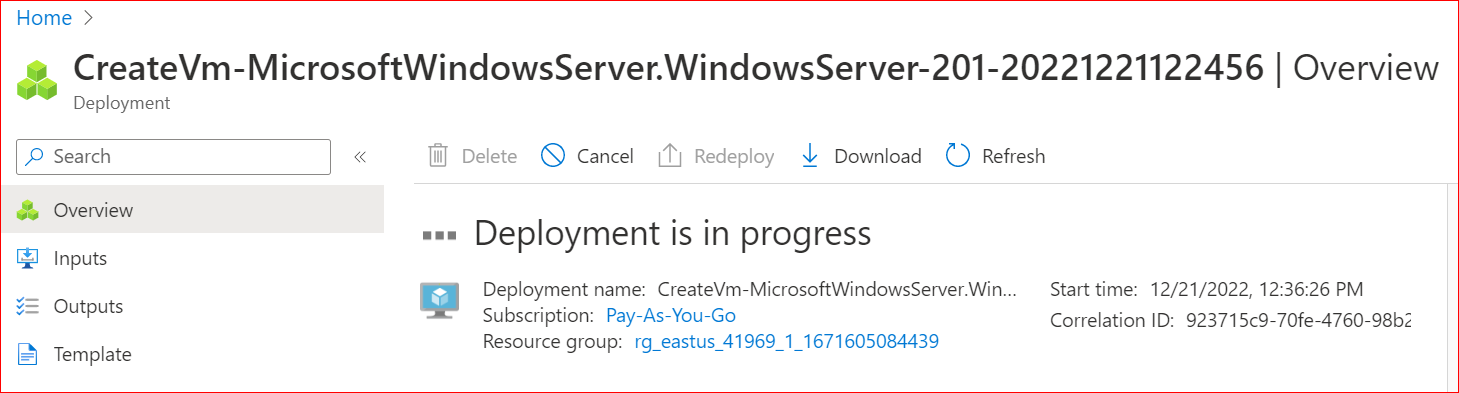 Home >
CreateVm-MicrosoftWindowsServer.WindowsServer-201-20221221122456 | Overview
Deployment
Search «
Delete Cancel Redeploy Download Refresh
Overview
Inputs
Outputs
Template
Deployment is in progress
Deployment name: CreateVm-MicrosoftWindowsServer.Win...
Subscription: Pay-As-You-Go
Resource group: rg_eastus_41969_1_1671605084439
Start time: 12/21/2022, 12:36:26 PM
Correlation ID: 923715c9-70fe-4760-98b2